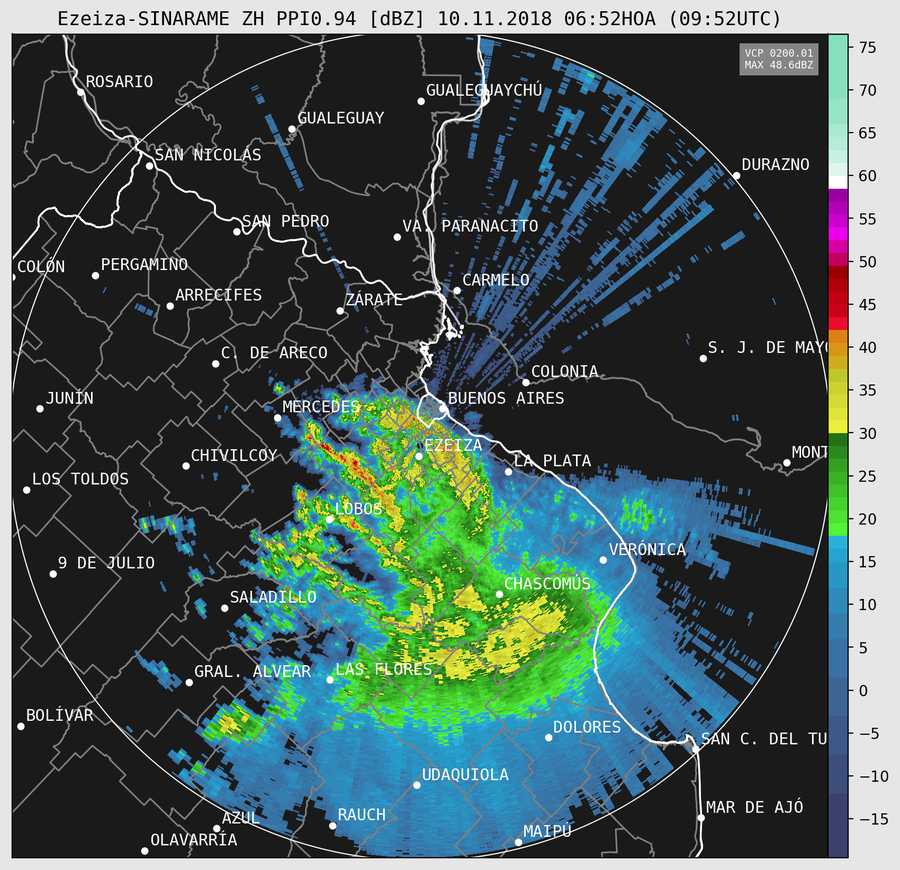 Ezeiza-SINARAME ZH PPI0.94 [dBZ] 10.11.2018 06:52HOA (09:52UTC)
VCP 0200.01
MAX 48.6dBZ
ROSARIO
GUALEGUAYCHÚ
GUALEGUAY
SAN NICOLÁS
DURAZNO
SAN PEDRO
VA. PARANACITO
COLÓN
PERGAMINO
CARMELO
ARRECIFES
ZÁRATE
C. DE ARECO
S. J. DE MAYO
COLONIA
JUNÍN
MERCEDES
BUENOS AIRES
EZEIZA
CHIVILCOY
LA PLATA
MONT
LOS TOLDOS
LOBOS
VERÓNICA
9 DE JULIO
CHASCOMÚS
SALADILLO
GRAL. ALVEAR
LAS FLORES
BOLÍVAR
DOLORES
SAN C. DEL TU
UDAQUIOLA
MAR DE AJÓ
RAUCH
AZUL
MAIPÚ
OLAVARRÍA
75
70
65
60
55
50
45
40
35
30
25
20
15
10
5
0
−5
−10
−15